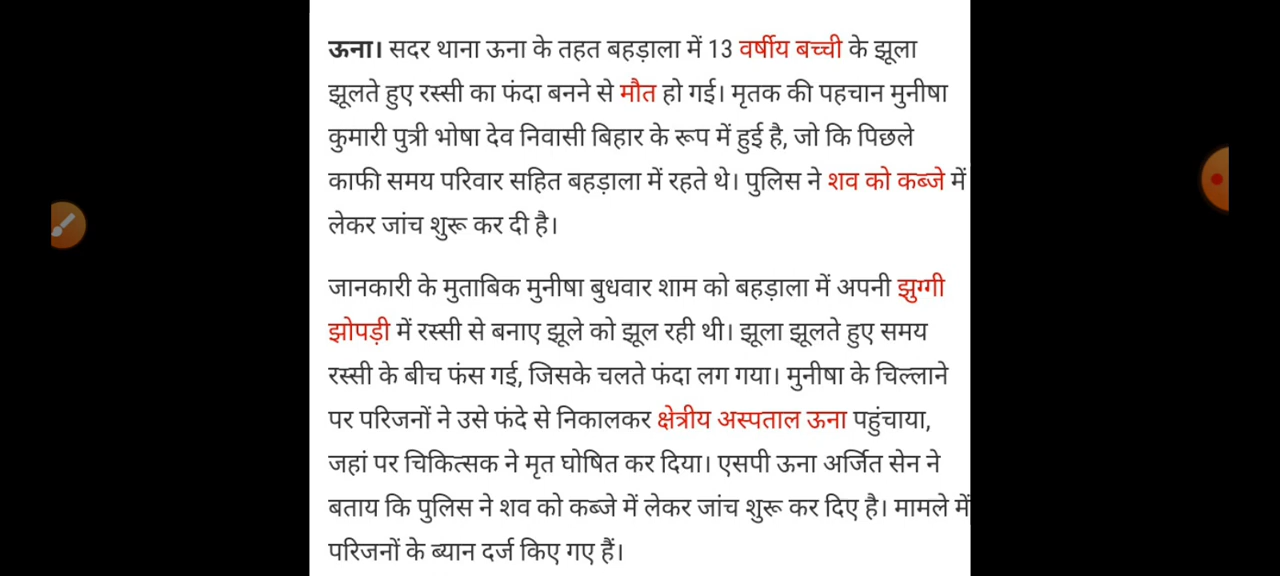 ऊना। सदर थाना ऊना के तहत बहड़ाला में 13 वर्षीय बच्ची के झूला
झूलते हुए रस्सी का फंदा बनने से मौत हो गई। मृतक की पहचान मुनीषा
कुमारी पुत्री भोषा देव निवासी बिहार के रूप में हुई है, जो कि पिछले
काफी समय परिवार सहित बहड़ाला में रहते थे। पुलिस ने शव को कब्जे में
लेकर जांच शुरू कर दी है।
जानकारी के मुताबिक मुनीषा बुधवार शाम को बहड़ाला में अपनी झुग्गी
झोपड़ी में रस्सी से बनाए झूले को झूल रही थी। झूला झूलते हुए समय
रस्सी के बीच फंस गई, जिसके चलते फंदा लग गया। मुनीषा के चिल्लाने
पर परिजनों ने उसे फंदे से निकालकर क्षेत्रीय अस्पताल ऊना पहुंचाया,
जहां पर चिकित्सक ने मृत घोषित कर दिया। एसपी ऊना अर्जित सेन ने
बताय कि पुलिस ने शव को कब्जे में लेकर जांच शुरू कर दिए है। मामले में
परिजनों के ब्यान दर्ज किए गए हैं।